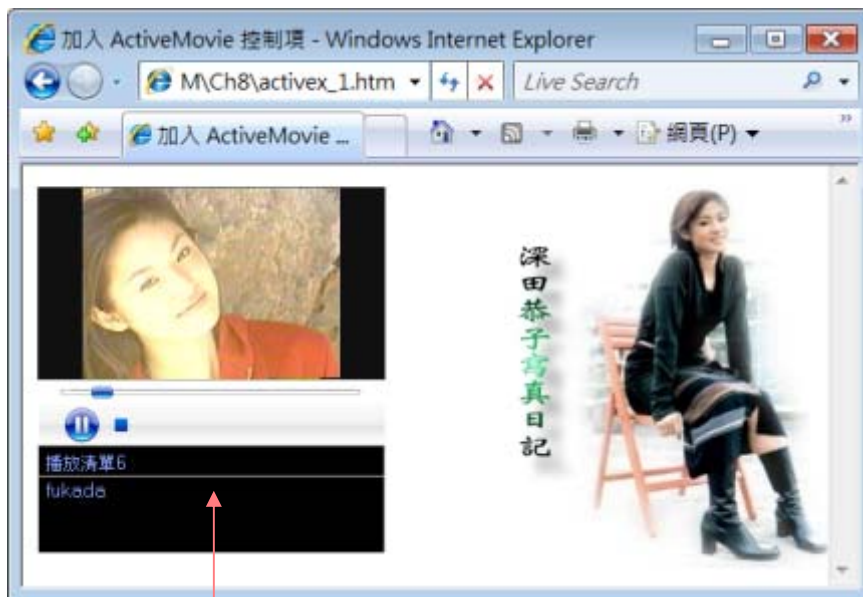 加入 ActiveMovie 控制項 - Windows Internet Explorer
M\Ch8\activex_1.htm
Live Search
加入 ActiveMovie ...
網頁(P)
深田恭子寫真日記
播放清單6
fukada